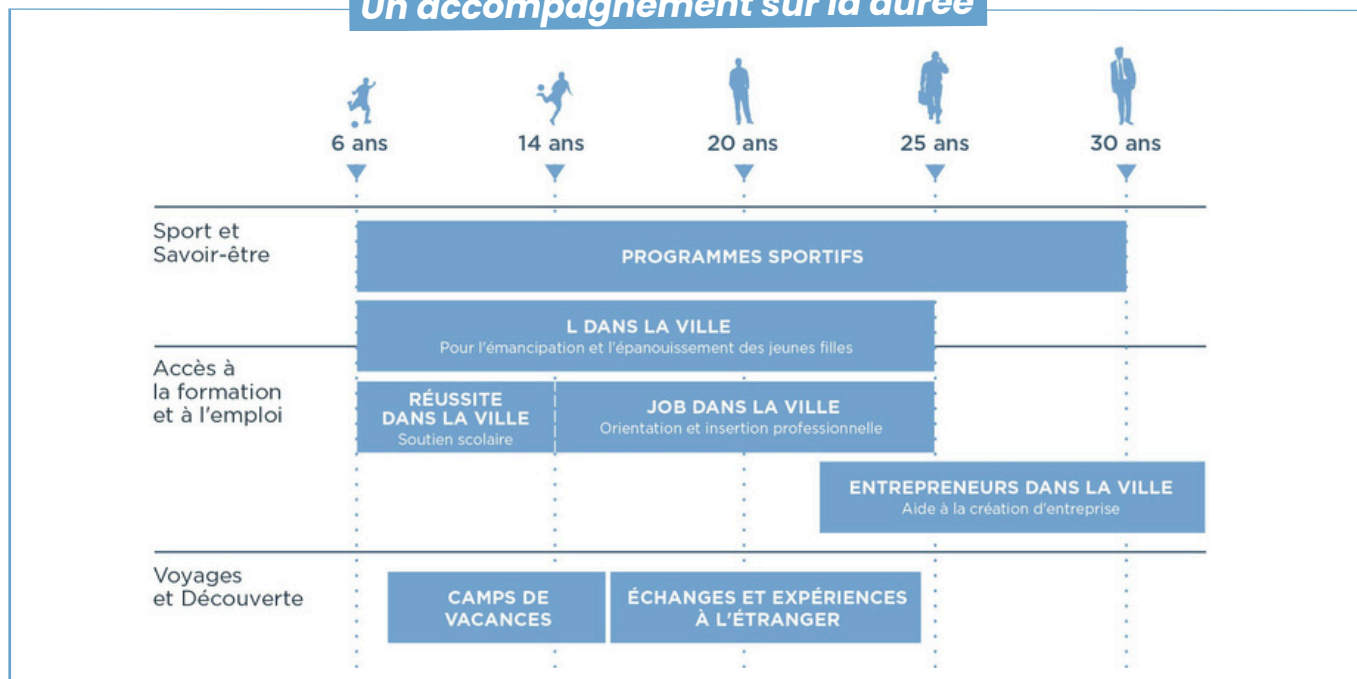 Un accompagnement sur la durée
6 ans
14 ans
20 ans
25 ans
30 ans
Sport et
Savoir-être
PROGRAMMES SPORTIFS
L DANS LA VILLE
Pour l'émancipation et l'épanouissement des jeunes filles
Accès à
la formation
et à l'emploi
RÉUSSITE
DANS LA VILLE
Soutien scolaire
JOB DANS LA VILLE
Orientation et insertion professionnelle
ENTREPRENEURS DANS LA VILLE
Aide à la création d'entreprise
Voyages
et Découverte
CAMPS DE
VACANCES
ÉCHANGES ET EXPÉRIENCES
À L'ÉTRANGER